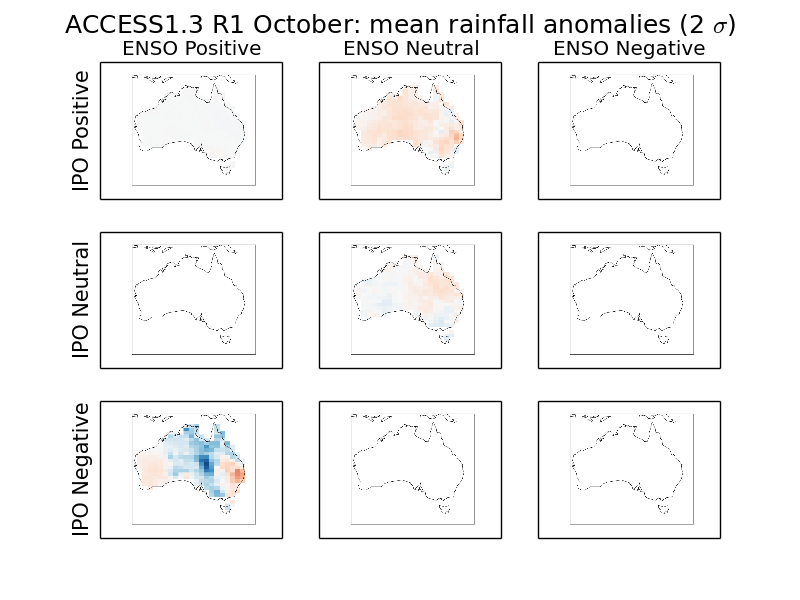 ACCESS1.3 R1 October: mean rainfall anomalies (2 σ)
ENSO Positive ENSO Neutral ENSO Negative
IPO Positive
IPO Neutral
IPO Negative